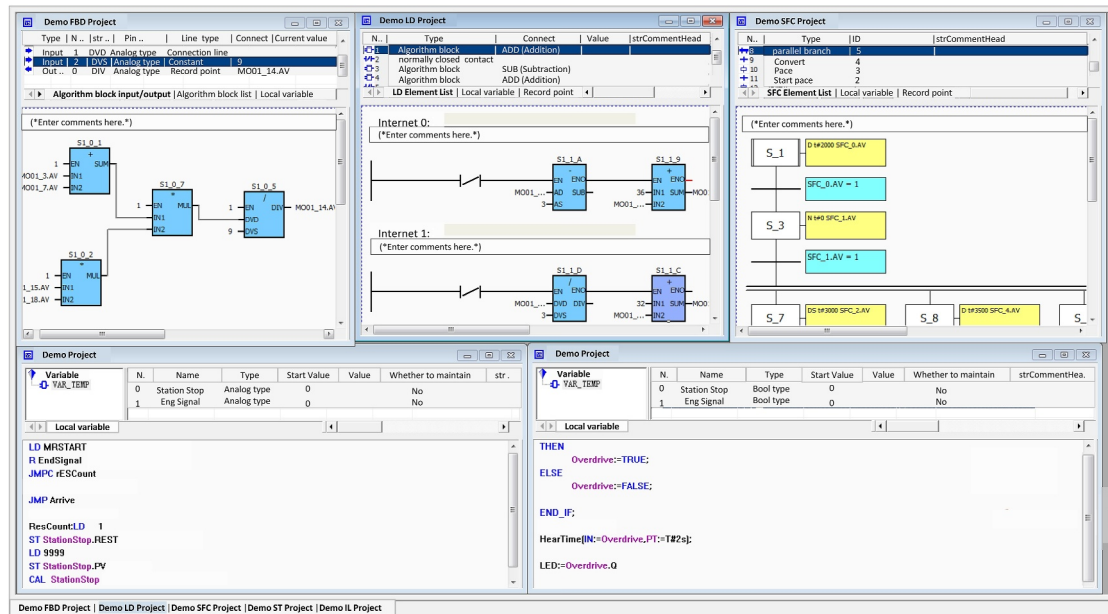 Demo FBD Project
Type | N .. |str .. | Pin .. | Line type | Connect |Current value
Input 1 DVD Analog type Connection line
Input | 2 | DVS |Analog type | Constant | 9
Out .. 0 DIV Analog type Record point MO01_14.AV
Algorithm block input/output |Algorithm block list | Local variable
(*Enter comments here.*)
S1_0_1
+
1 EN SUM
MO01_3.AV IN1
MO01_7.AV IN2
S1_0_7
*
1 EN MUL
IN1
IN2
S1_0_5
/
1 EN DIV MO01_14.AV
DVD
9 DVS
S1_0_2
*
1 EN MUL
1_15.AV IN1
1_18.AV IN2
Demo LD Project
N.. | Type | Connect | Value |strCommentHead
1 Algorithm block | ADD (Addition)
2 normally closed contact
3 Algorithm block SUB (Subtraction)
4 Algorithm block ADD (Addition)
LD Element List | Local variable | Record point
Internet 0:
(*Enter comments here.*)
S1_1_A
-
EN ENO
MO01_... AD SUB
3 AS
S1_1_9
+
EN ENO
36 IN1 SUM MO0
MO01_... IN2
Internet 1:
(*Enter comments here.*)
S1_1_D
/
EN ENO
MO01_... DVD DIV
3 DVS
S1_1_C
+
EN ENO
32 IN1 SUM MO0
MO01_... IN2
Demo SFC Project
N.. | Type |ID |strCommentHead
8 parallel branch | 5
9 Convert 4
10 Pace 3
11 Start pace 2
SFC Element List | Local variable | Record point
(*Enter comments here.*)
S_1
D t#2000 SFC_0.AV
SFC_0.AV = 1
S_3
N t#0 SFC_1.AV
SFC_1.AV = 1
S_7
DS t#3000 SFC_2.AV
S_8
D t#3500 SFC_4.AV
S_
Demo Project
Variable
VAR_TEMP
N. Name Type Start Value Value Whether to maintain str .
0 Station Stop Analog type 0 No
1 Eng Signal Analog type 0 No
Local variable
LD MRSTART
R EndSignal
JMPC rESCount
JMP Arrive
ResCount:LD 1
ST StationStop.REST
LD 9999
ST StationStop.PV
CAL StationStop
Demo Project
Variable
VAR_TEMP
N. Name Type Start Value Value Whether to maintain strCommentHea.
0 Station Stop Bool type 0 No
1 Eng Signal Bool type 0 No
Local variable
THEN
Overdrive:=TRUE;
ELSE
Overdrive:=FALSE;
END_IF;
HearTime(IN:=Overdrive,PT:=T#2s);
LED:=Overdrive.Q
Demo FBD Project | Demo LD Project |Demo SFC Project |Demo ST Project |Demo IL Project